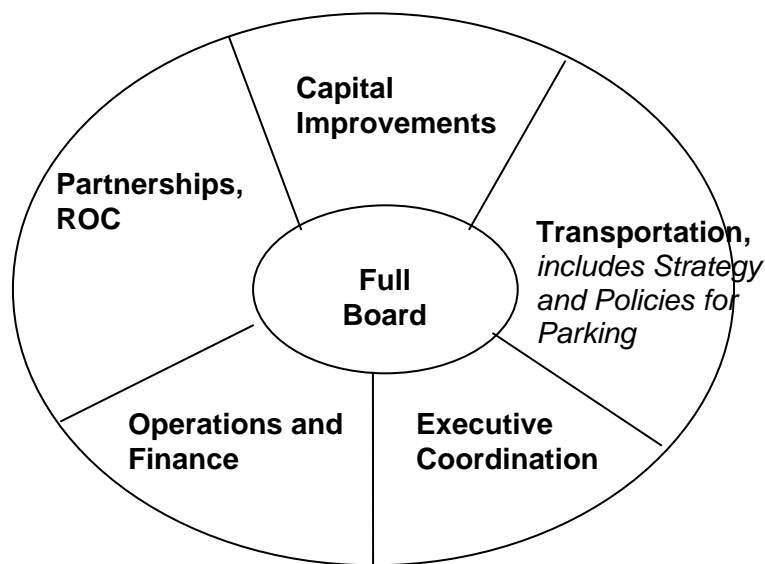 Capital
Improvements
Partnerships,
ROC
Transportation,
includes Strategy
and Policies for
Parking
Full
Board
Operations and
Finance
Executive
Coordination